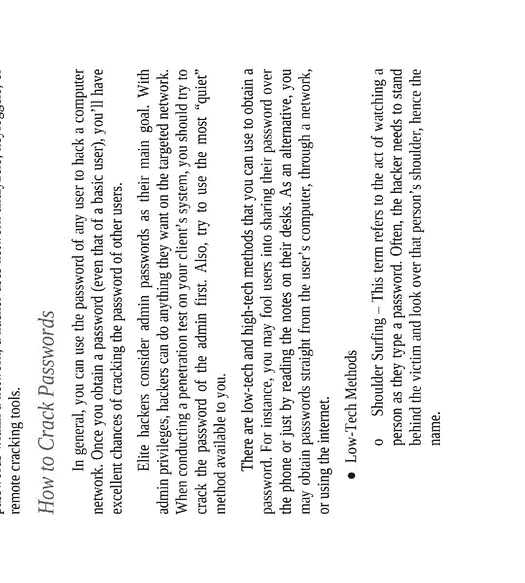 remote cracking tools.
How to Crack Passwords
In general, you can use the password of any user to hack a computer
network. Once you obtain a password (even that of a basic user), you'll have
excellent chances of cracking the password of other users.
Elite hackers consider admin passwords as their main goal. With
admin privileges, hackers can do anything they want on the targeted network.
When conducting a penetration test on your client's system, you should try to
crack the password of the admin first. Also, try to use the most “quiet”
method available to you.
There are low-tech and high-tech methods that you can use to obtain a
password. For instance, you may fool users into sharing their password over
the phone or just by reading the notes on their desks. As an alternative, you
may obtain passwords straight from the user's computer, through a network,
or using the internet.
● Low-Tech Methods
o Shoulder Surfing – This term refers to the act of watching a
person as they type a password. Often, the hacker needs to stand
behind the victim and look over that person's shoulder, hence the
name.